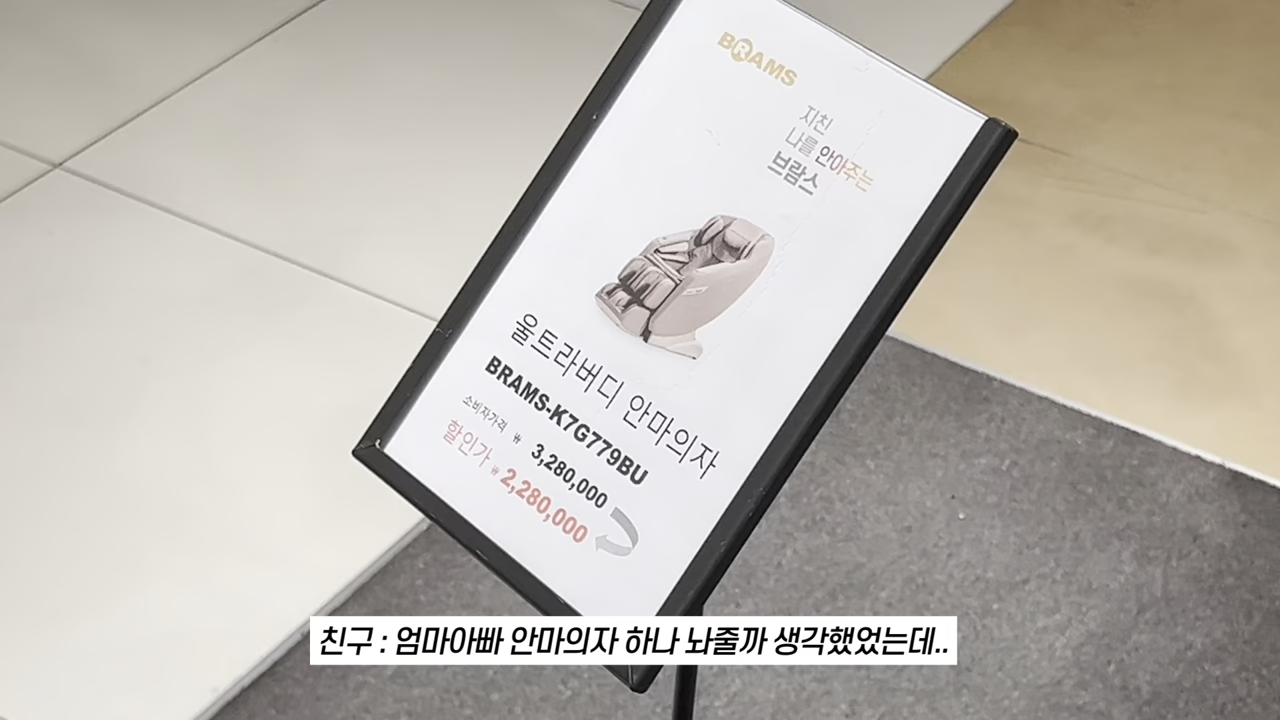 BRAMS
지친
나를 안아주는
브람스
울트라버디 안마의자
BRAMS-K7G779BU
소비자가격 ₩ 3,280,000
할인가 ₩ 2,280,000
친구 : 엄마아빠 안마의자 하나 놔줄까 생각했었는데..